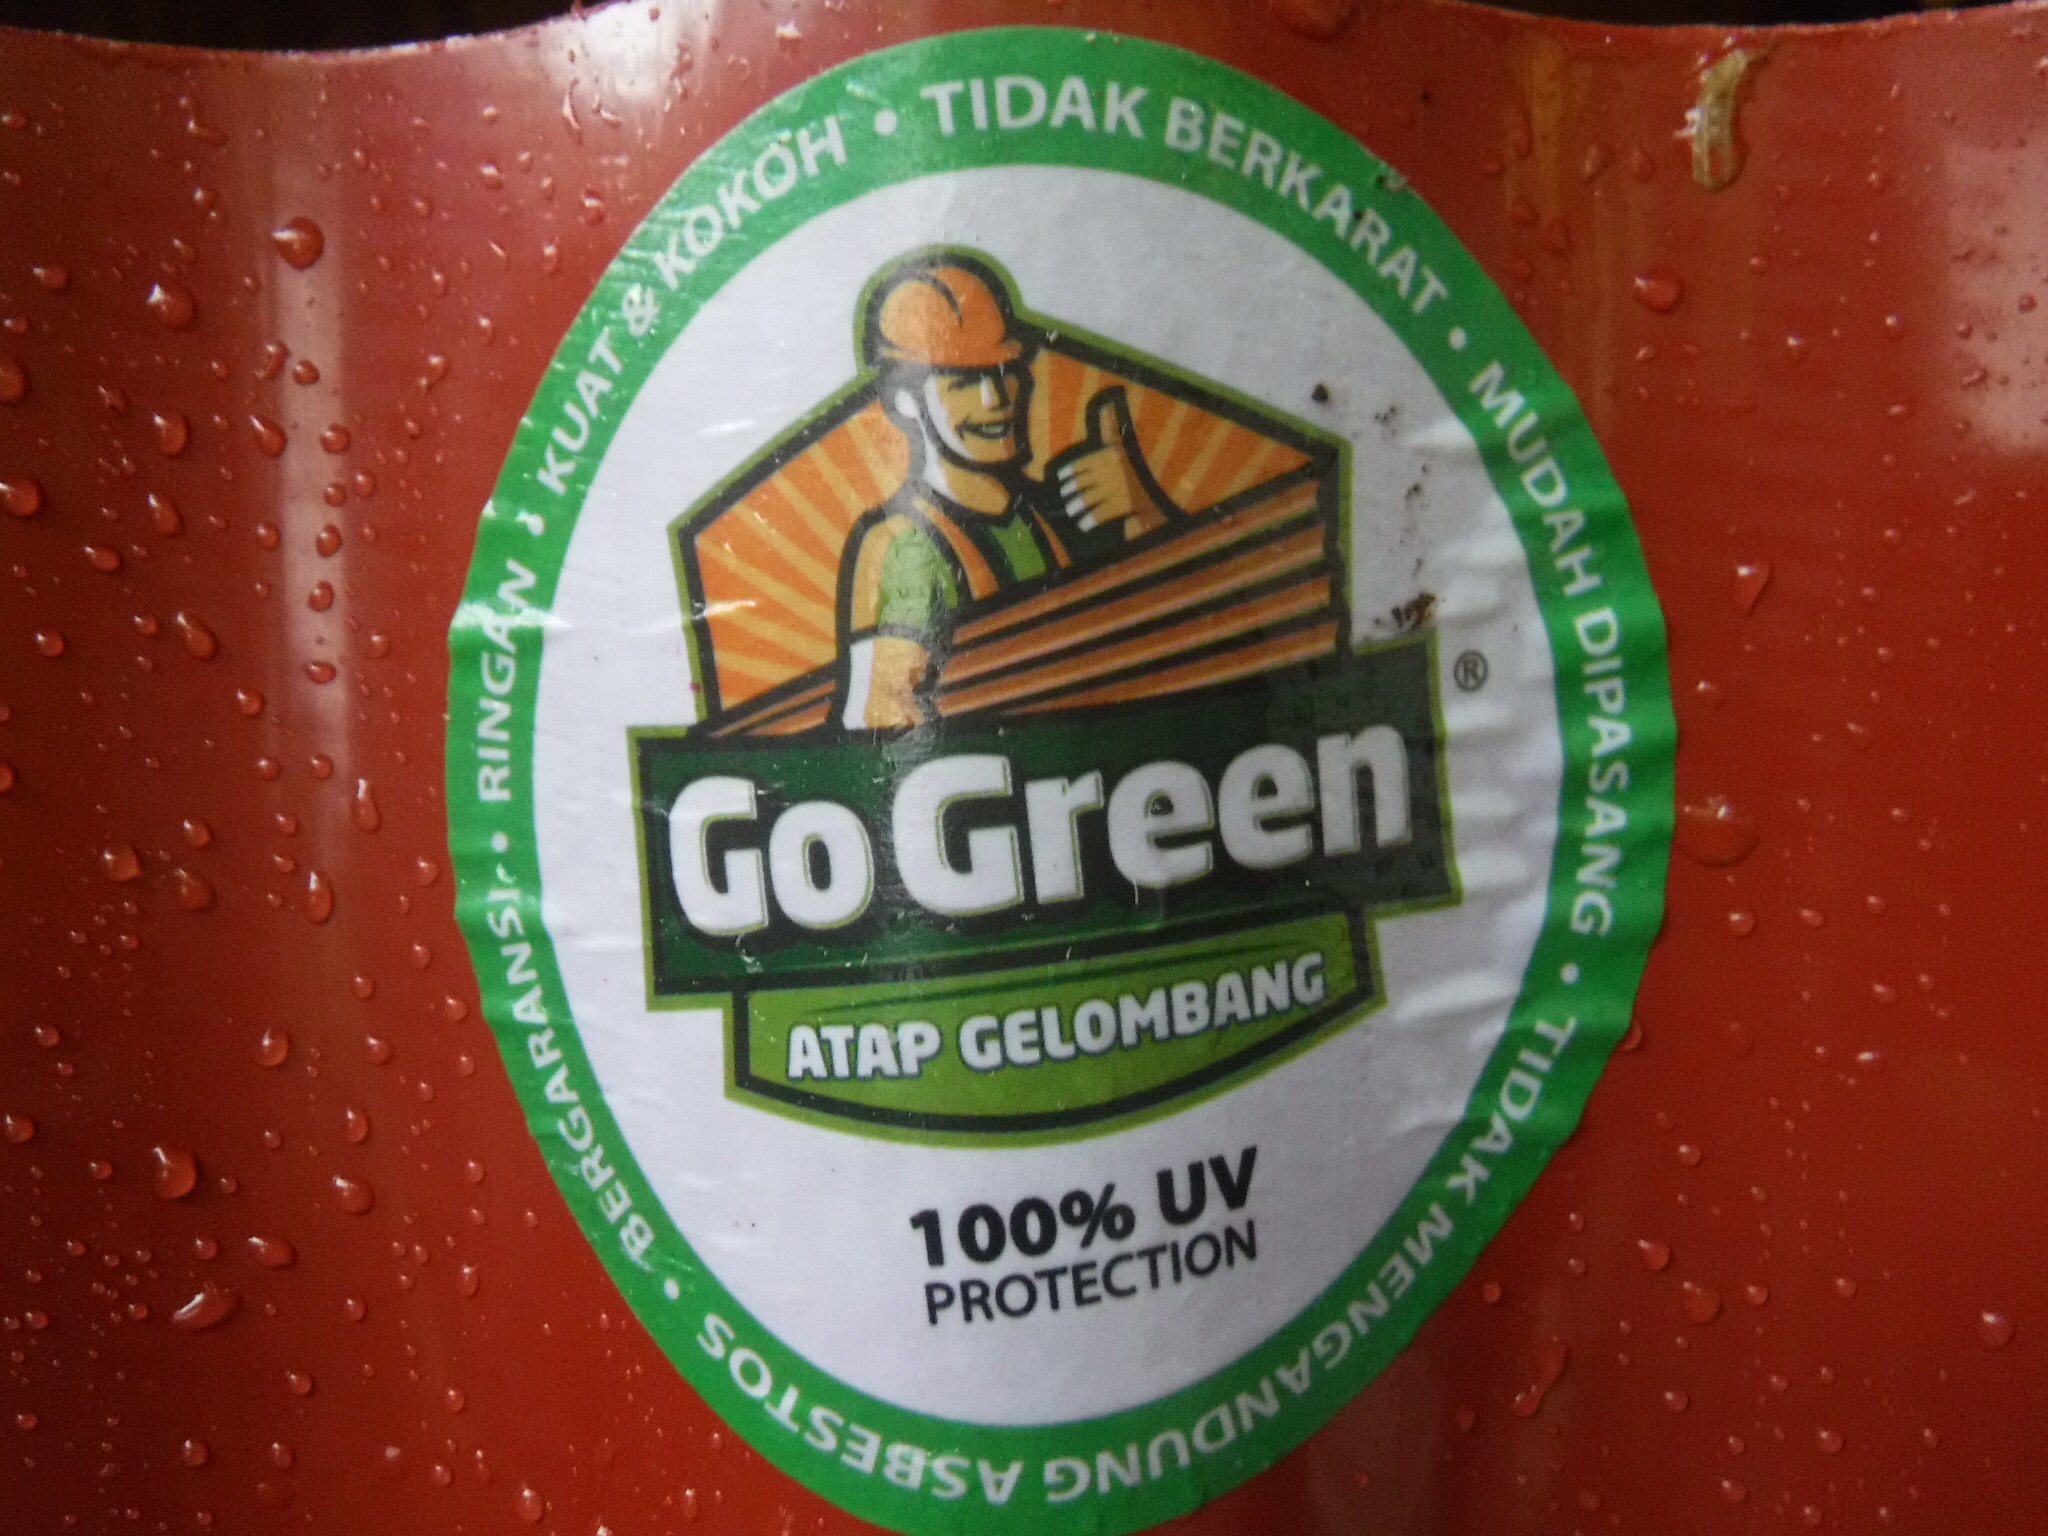 • TIDAK BERKARAT • MUDAH DIPASANG • TIDAK MENGANDUNG ASBESTOS • BERGARANSI • RINGAN • KUAT & KOKOH
GoGreen ®
ATAP GELOMBANG
100% UV
PROTECTION